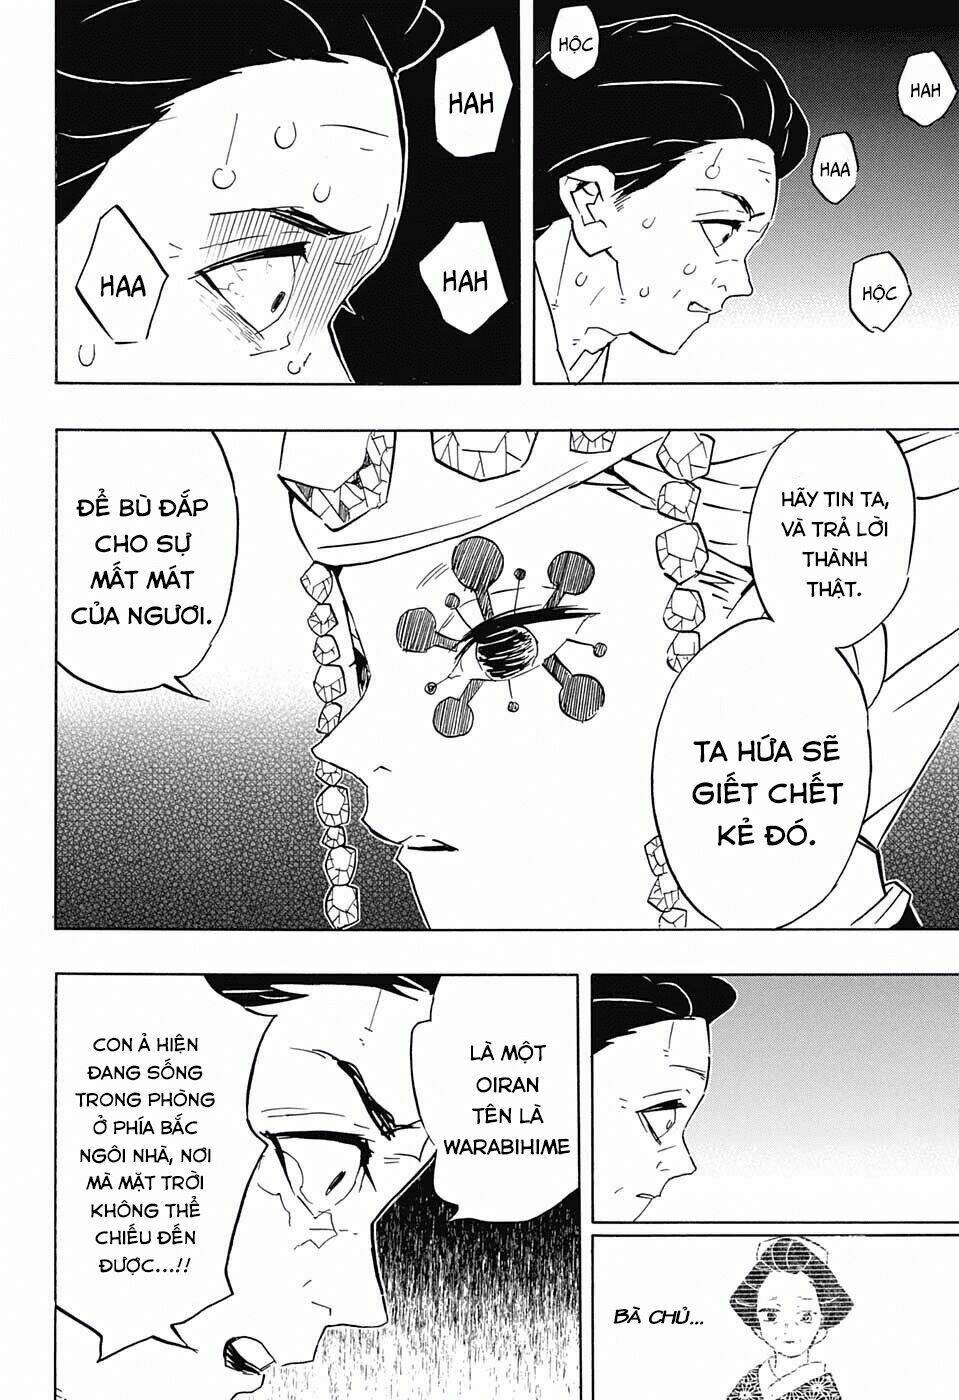 HỘC
HAH
HAA
HỘC
HAH
HAH
HAA
HÃY TIN TA,
VÀ TRẢ LỜI
THÀNH
THẬT.
TA HỨA SẼ
GIẾT CHẾT
KẺ ĐÓ.
ĐỂ BÙ ĐẮP
CHO SỰ
MẤT MÁT
CỦA NGƯƠI.
BÀ CHỦ...
LÀ MỘT
OIRAN
TÊN LÀ
WARABIHIME
CON Ả HIỆN
ĐANG SỐNG
TRONG PHÒNG
Ở PHÍA BẮC
NGÔI NHÀ, NƠI
MÀ MẶT TRỜI
KHÔNG THỂ
CHIẾU ĐẾN
ĐƯỢC...!!